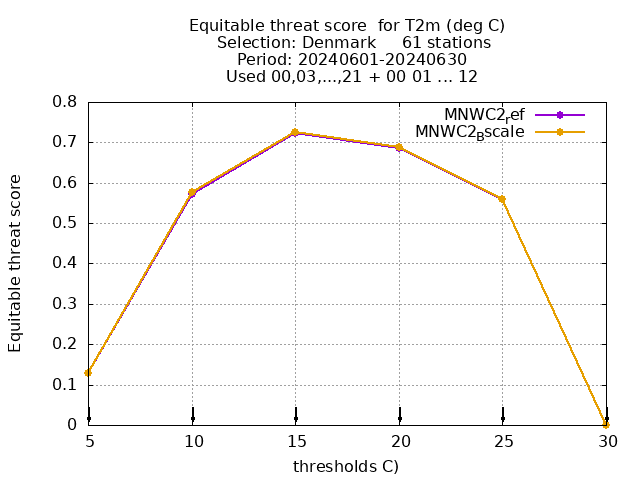 Equitable threat score for T2m (deg C)
Selection: Denmark 61 stations
Period: 20240601-20240630
Used 00,03,...,21 + 00 01 ... 12
MNWC2ref
MNWC2Bscale
Equitable threat score
0.8
0.7
0.6
0.5
0.4
0.3
0.2
0.1
0
5 10 15 20 25 30
thresholds C)